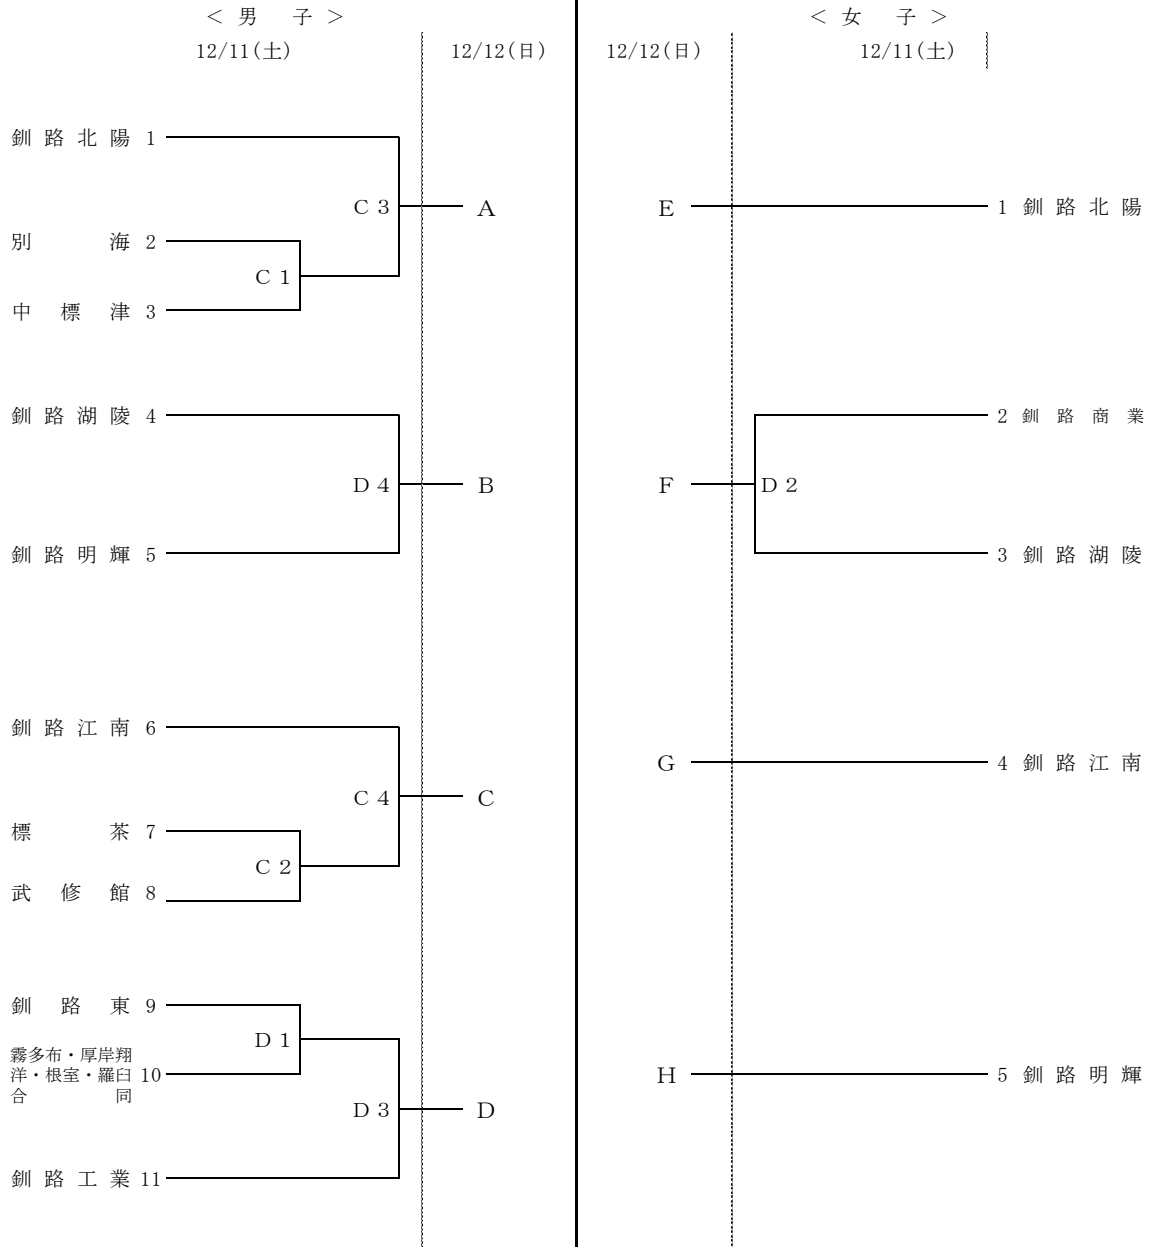 ＜ 男 子 ＞
12/11(土) 12/12(日)
釧路北陽 1
C 3 A
別海 2
C 1
中標津 3
釧路湖陵 4
D 4 B
釧路明輝 5
釧路江南 6
C 4 C
標茶 7
C 2
武修館 8
釧路東 9
D 1
霧多布・厚岸翔
洋・根室・羅臼 10
合同
D 3 D
釧路工業 11
＜ 女 子 ＞
12/12(日) 12/11(土)
E 1 釧路北陽
2 釧路商業
F D 2
3 釧路湖陵
G 4 釧路江南
H 5 釧路明輝